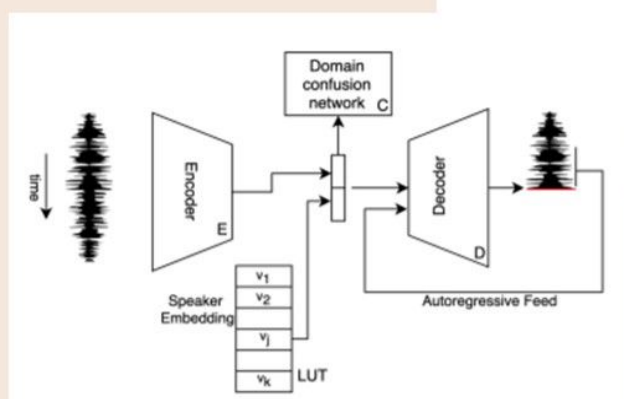 Domain
confusion
network C
time
Encoder
E
Decoder
D
v1
v2
Speaker
Embedding
vj
vk
LUT
Autoregressive Feed